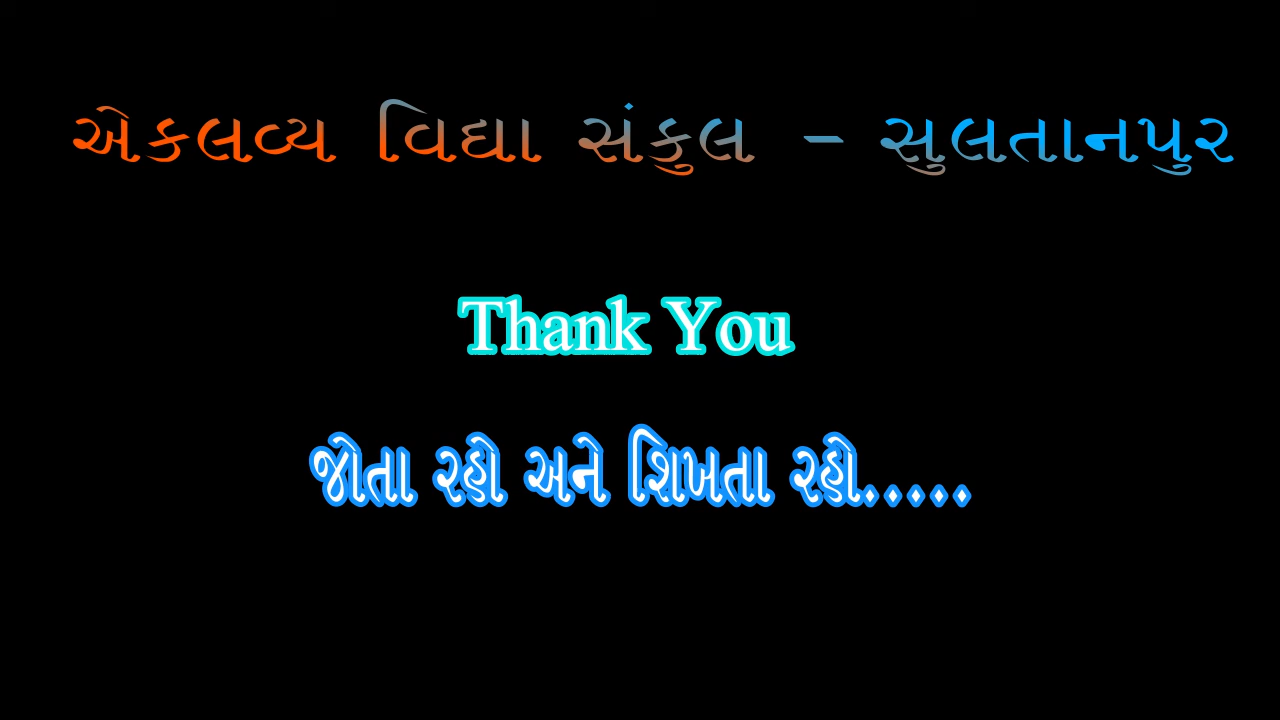 એકલવ્ય વિદ્યા સંકુલ - સુલતાનપુર
Thank You
જોતા રહો અને શિખતા રહો.....